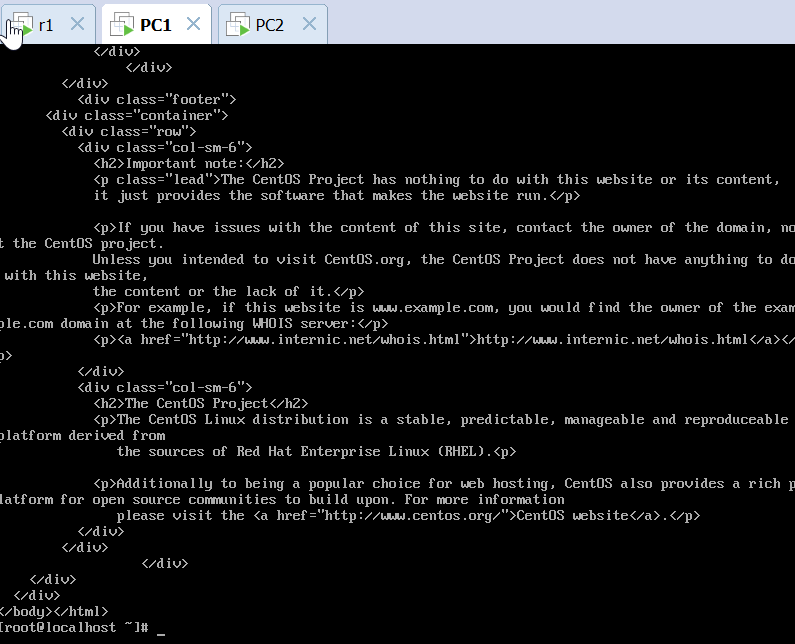 r1
PC1
PC2
</div>
</div>
</div>
<div class="footer">
<div class="container">
<div class="row">
<div class="col-sm-6">
<h2>Important note:</h2>
<p class="lead">The CentOS Project has nothing to do with this website or its content,
it just provides the software that makes the website run.</p>
<p>If you have issues with the content of this site, contact the owner of the domain, no
t the CentOS project.
Unless you intended to visit CentOS.org, the CentOS Project does not have anything to do
with this website,
the content or the lack of it.</p>
<p>For example, if this website is www.example.com, you would find the owner of the exam
ple.com domain at the following WHOIS server:</p>
<p><a href="http://www.internic.net/whois.html">http://www.internic.net/whois.html</a></
p>
</div>
<div class="col-sm-6">
<h2>The CentOS Project</h2>
<p>The CentOS Linux distribution is a stable, predictable, manageable and reproduceable
platform derived from
the sources of Red Hat Enterprise Linux (RHEL).<p>
<p>Additionally to being a popular choice for web hosting, CentOS also provides a rich p
latform for open source communities to build upon. For more information
please visit the <a href="http://www.centos.org/">CentOS website</a>.</p>
</div>
</div>
</div>
</div>
</div>
</body></html>
[root@localhost ~]# _